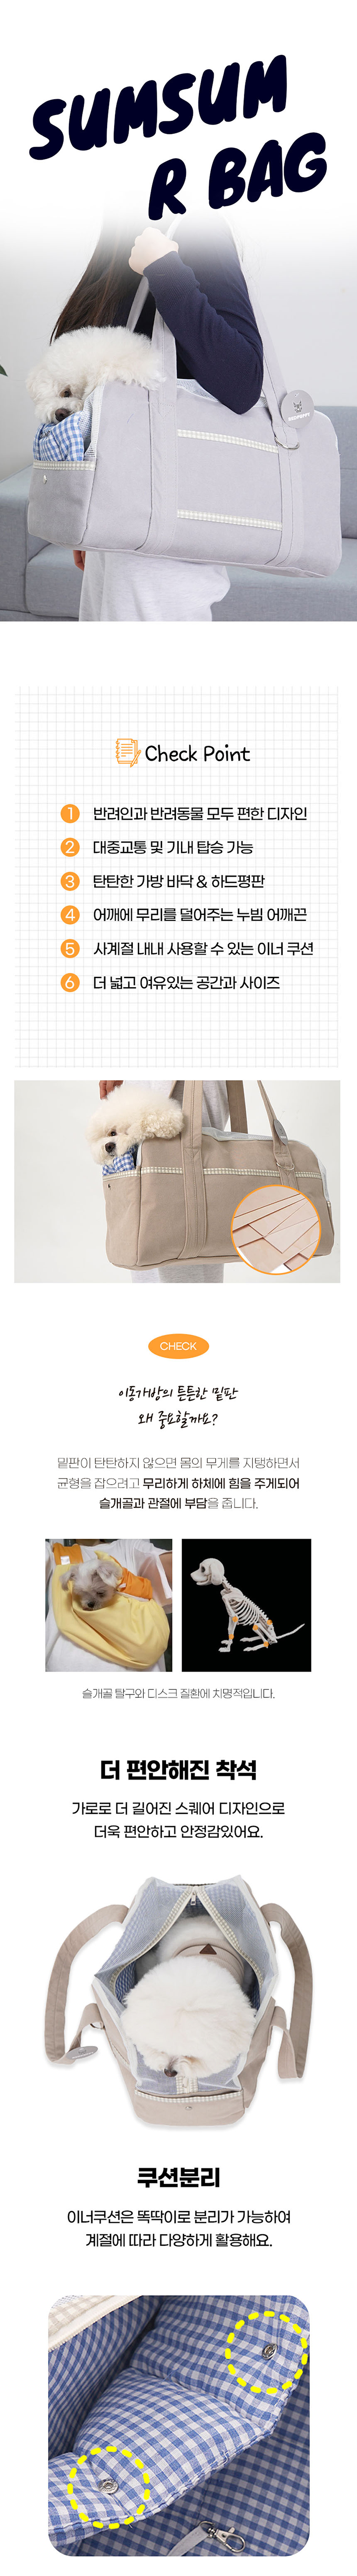 SUMSUM
R BAG
Check Point
1 반려인과 반려동물 모두 편한 디자인
2 대중교통 및 기내 탑승 가능
3 탄탄한 가방 바닥 & 하드평판
4 어깨에 무리를 덜어주는 누빔 어깨끈
5 사계절 내내 사용할 수 있는 이너 쿠션
6 더 넓고 여유있는 공간과 사이즈
CHECK
이동가방의 튼튼한 밑판
왜 중요할까요?
밑판이 탄탄하지 않으면 몸의 무게를 지탱하면서
균형을 잡으려고 무리하게 하체에 힘을 주게되어
슬개골과 관절에 부담을 줍니다.
슬개골 탈구와 디스크 질환에 치명적입니다.
더 편안해진 착석
가로로 더 길어진 스퀘어 디자인으로
더욱 편안하고 안정감있어요.
쿠션분리
이너쿠션은 똑딱이로 분리가 가능하여
계절에 따라 다양하게 활용해요.